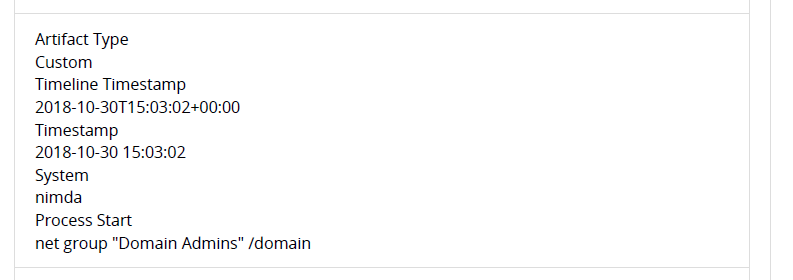 Artifact Type
Custom
Timeline Timestamp
2018-10-30T15:03:02+00:00
Timestamp
2018-10-30 15:03:02
System
nimda
Process Start
net group "Domain Admins" /domain